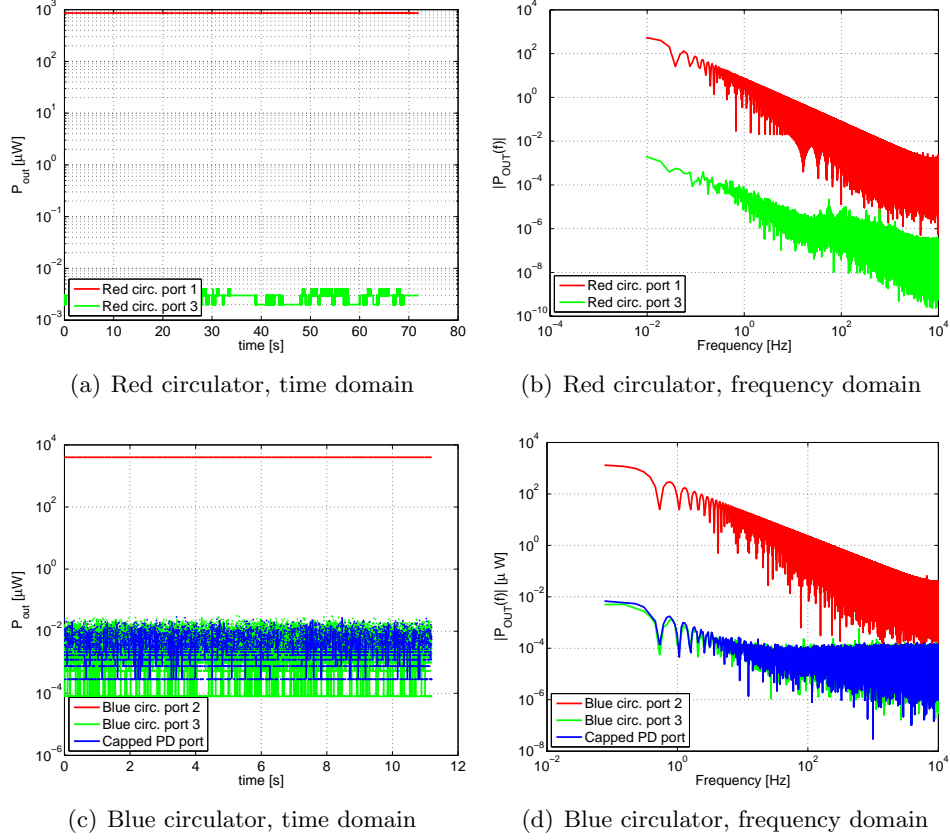 10^3
10^2
10^1
10^0
10^-1
10^-2
10^-3
P_out [μW]
Red circ. port 1
Red circ. port 3
0 10 20 30 40 50 60 70 80
time [s]
(a) Red circulator, time domain
10^4
10^2
10^0
10^-2
10^-4
10^-6
10^-8
10^-10
|P_OUT(f)|
Red circ. port 1
Red circ. port 3
10^-4 10^-2 10^0 10^2 10^4
Frequency [Hz]
(b) Red circulator, frequency domain
10^4
10^2
10^0
10^-2
10^-4
10^-6
P_out [μW]
Blue circ. port 2
Blue circ. port 3
Capped PD port
0 2 4 6 8 10 12
time [s]
(c) Blue circulator, time domain
10^4
10^2
10^0
10^-2
10^-4
10^-6
10^-8
|P_OUT(f)| [μ W]
Blue circ. port 2
Blue circ. port 3
Capped PD port
10^-2 10^0 10^2 10^4
Frequency [Hz]
(d) Blue circulator, frequency domain